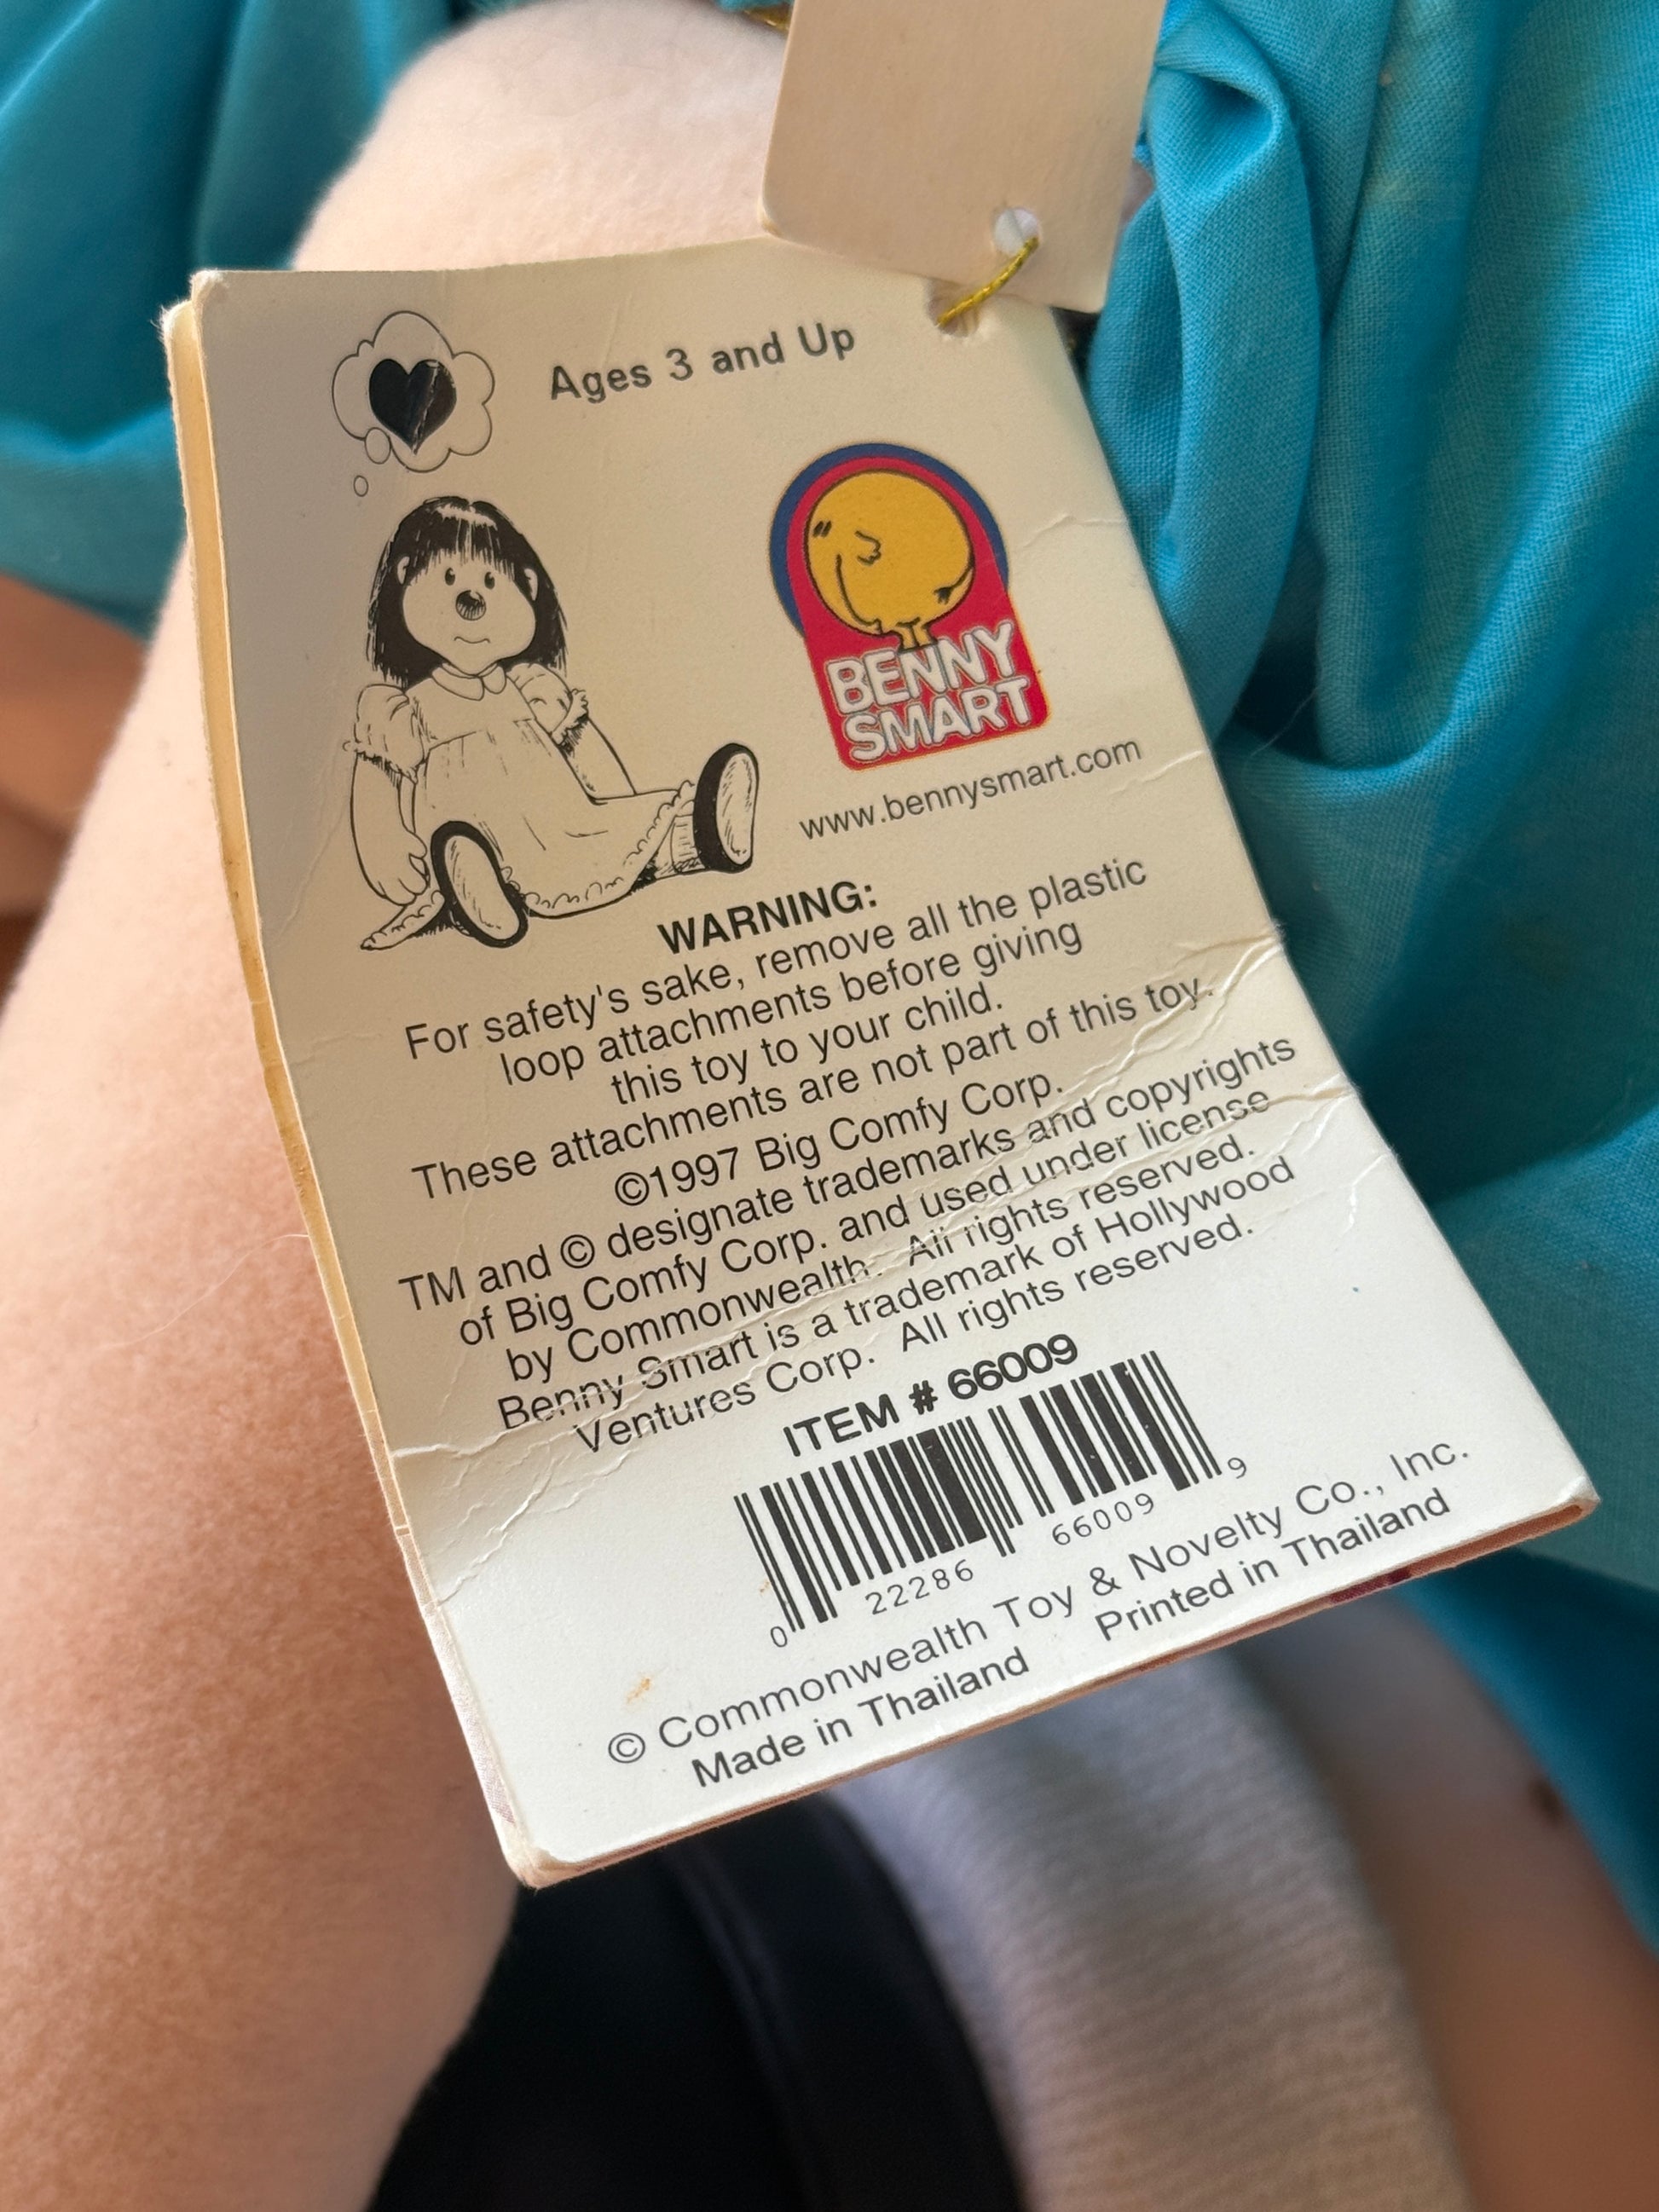 Ages 3 and Up
BENNY
SMART
www.bennysmart.com
WARNING:
For safety's sake, remove all the plastic
loop attachments before giving
this toy to your child.
These attachments are not part of this toy.
©1997 Big Comfy Corp.
TM and © designate trademarks and copyrights
of Big Comfy Corp. and used under license
by Commonwealth. All rights reserved.
Benny Smart is a trademark of Hollywood
Ventures Corp. All rights reserved.
ITEM # 66009
0 22286 66009 9
© Commonwealth Toy & Novelty Co., Inc.
Made in Thailand Printed in Thailand